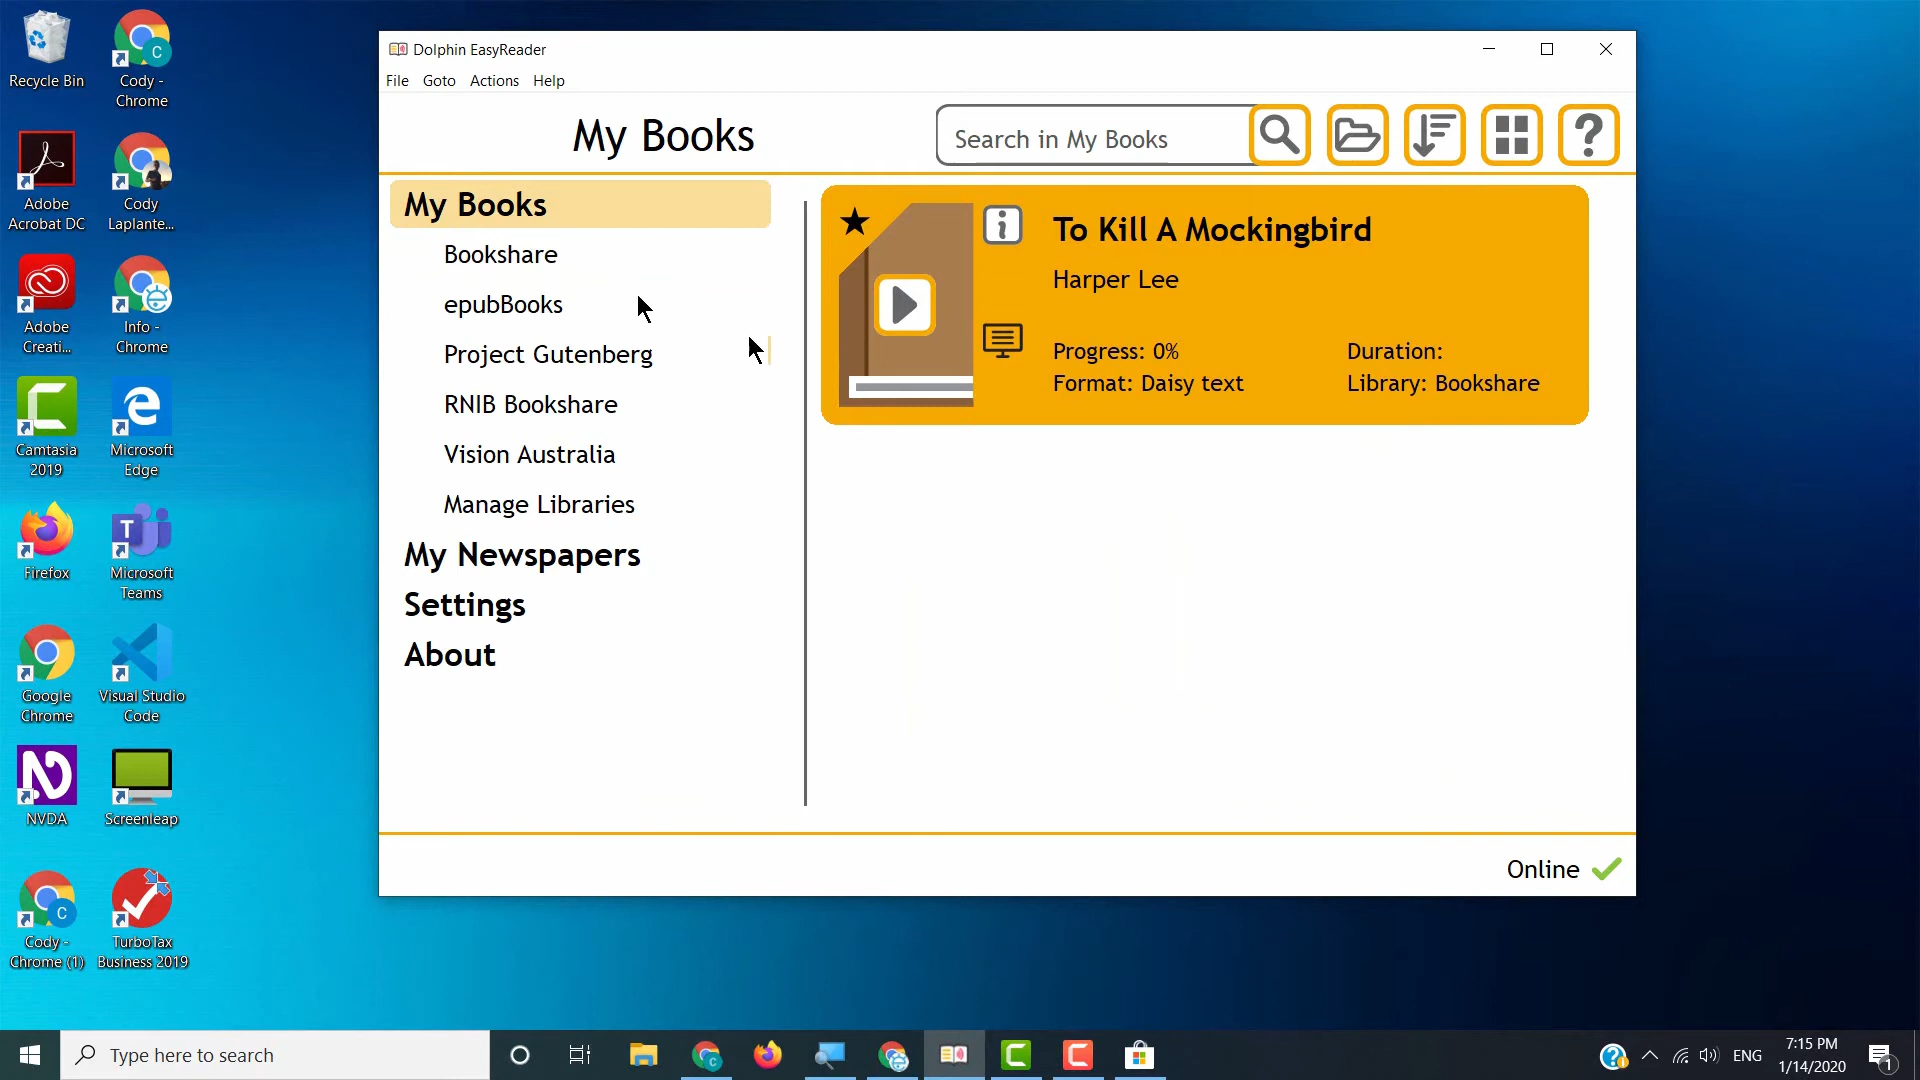 Recycle Bin
Cody -
Chrome
Adobe
Acrobat DC
Cody
Laplante...
Adobe
Creati...
Info -
Chrome
Camtasia
2019
Microsoft
Edge
Firefox
Microsoft
Teams
Google
Chrome
Visual Studio
Code
NVDA
Screenleap
Cody -
Chrome (1)
TurboTax
Business 2019
Dolphin EasyReader
File Goto Actions Help
My Books
Search in My Books
My Books
Bookshare
epubBooks
Project Gutenberg
RNIB Bookshare
Vision Australia
Manage Libraries
My Newspapers
Settings
About
To Kill A Mockingbird
Harper Lee
Progress: 0% Duration:
Format: Daisy text Library: Bookshare
Online
Type here to search
ENG
7:15 PM
1/14/2020
1